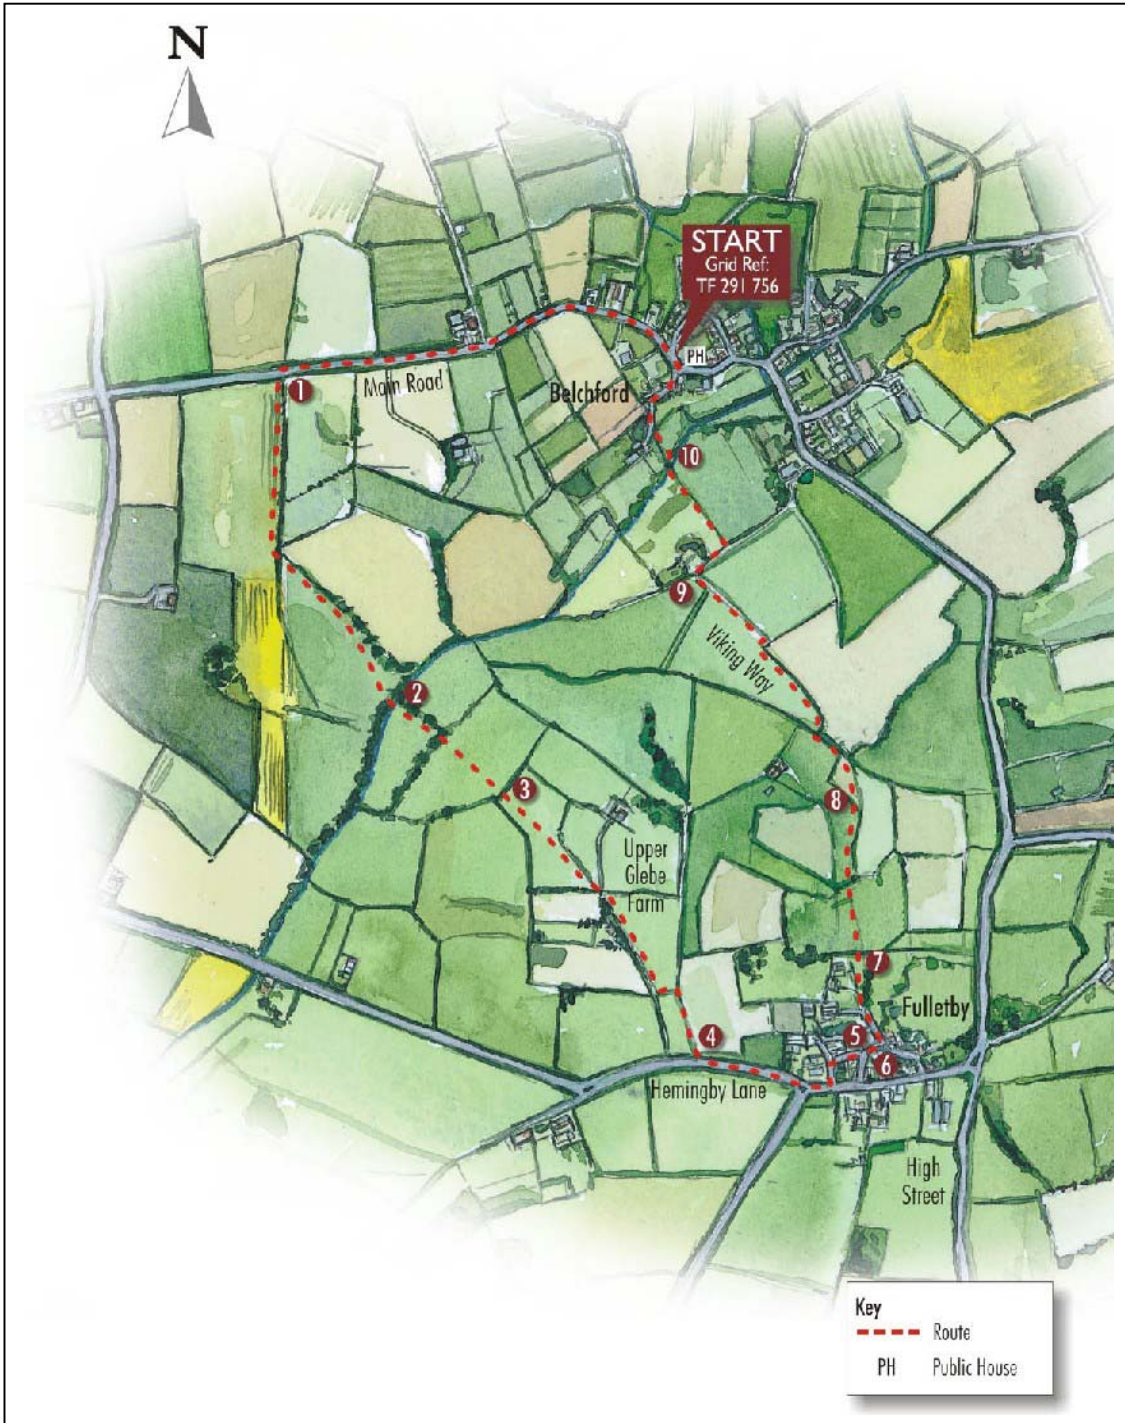 N
START
Grid Ref:
TF 291 756
PH
1
Main Road
Belchford
10
9
Viking Way
2
3
8
Upper
Glebe
Farm
7
Fulletby
4
5
6
Hemingby Lane
High
Street
Key
Route
PH Public House